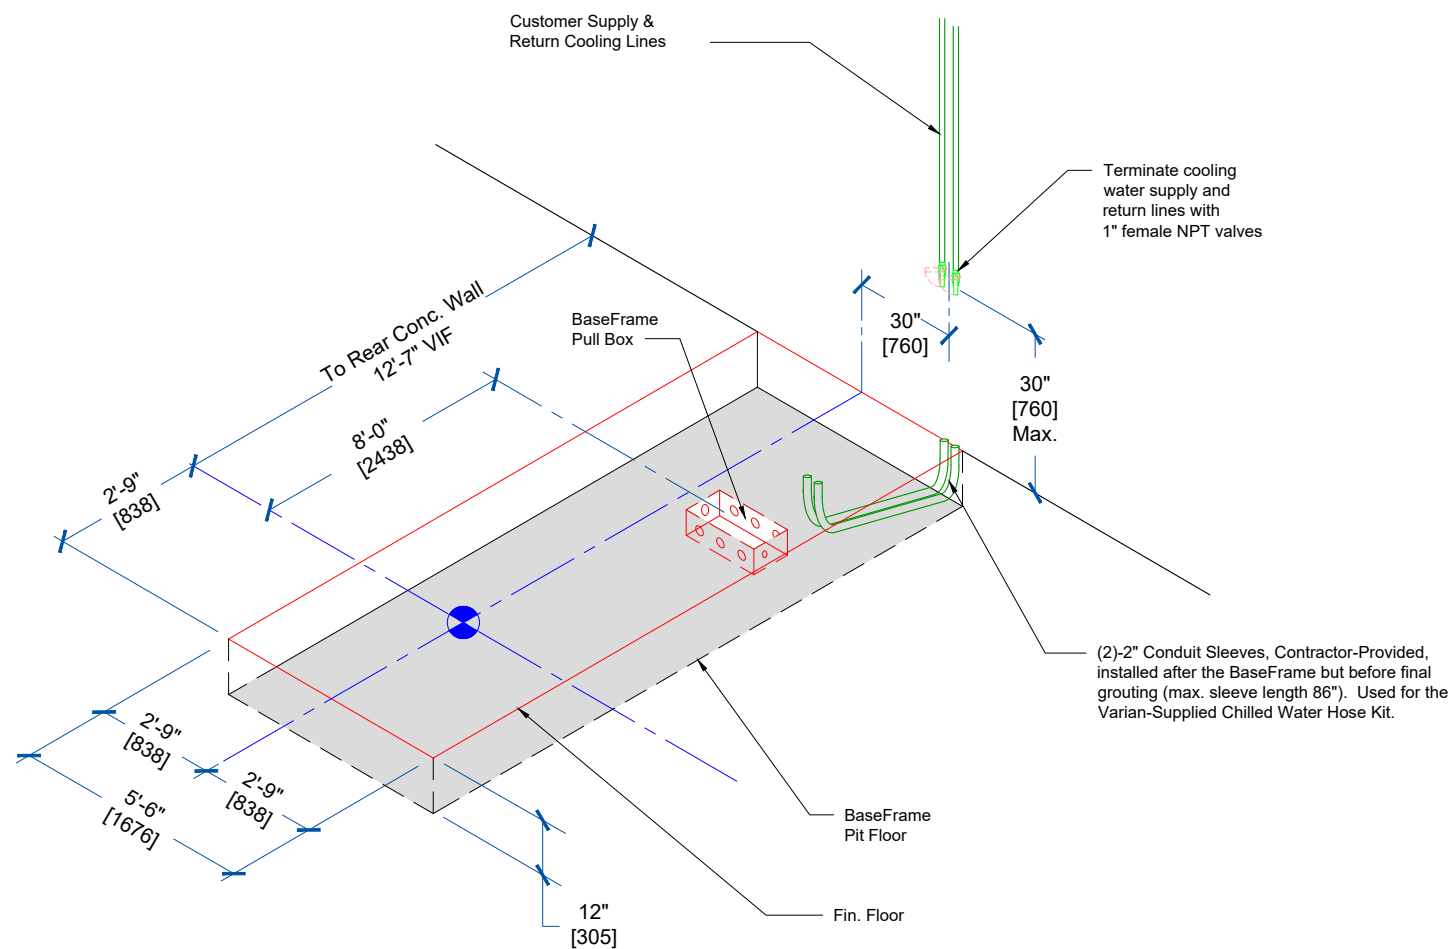 Customer Supply &
Return Cooling Lines
Terminate cooling
water supply and
return lines with
1" female NPT valves
To Rear Conc. Wall
12'-7" VIF
BaseFrame
Pull Box
30"
[760]
30"
[760]
Max.
8'-0"
[2438]
2'-9"
[838]
(2)-2" Conduit Sleeves, Contractor-Provided,
installed after the BaseFrame but before final
grouting (max. sleeve length 86"). Used for the
Varian-Supplied Chilled Water Hose Kit.
2'-9"
[838]
2'-9"
[838]
5'-6"
[1676]
BaseFrame
Pit Floor
12"
[305]
Fin. Floor